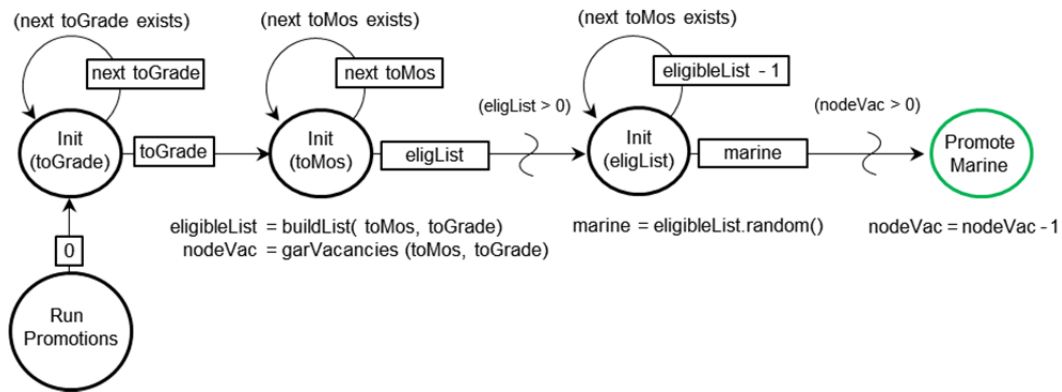 (next toGrade exists)
(next toMos exists)
(next toMos exists)
next toGrade
next toMos
eligibleList - 1
(eligList > 0)
(nodeVac > 0)
Init
(toGrade)
toGrade
Init
(toMos)
eligList
Init
(eligList)
marine
Promote
Marine
eligibleList = buildList( toMos, toGrade)
nodeVac = garVacancies (toMos, toGrade)
marine = eligibleList.random()
nodeVac = nodeVac - 1
0
Run
Promotions